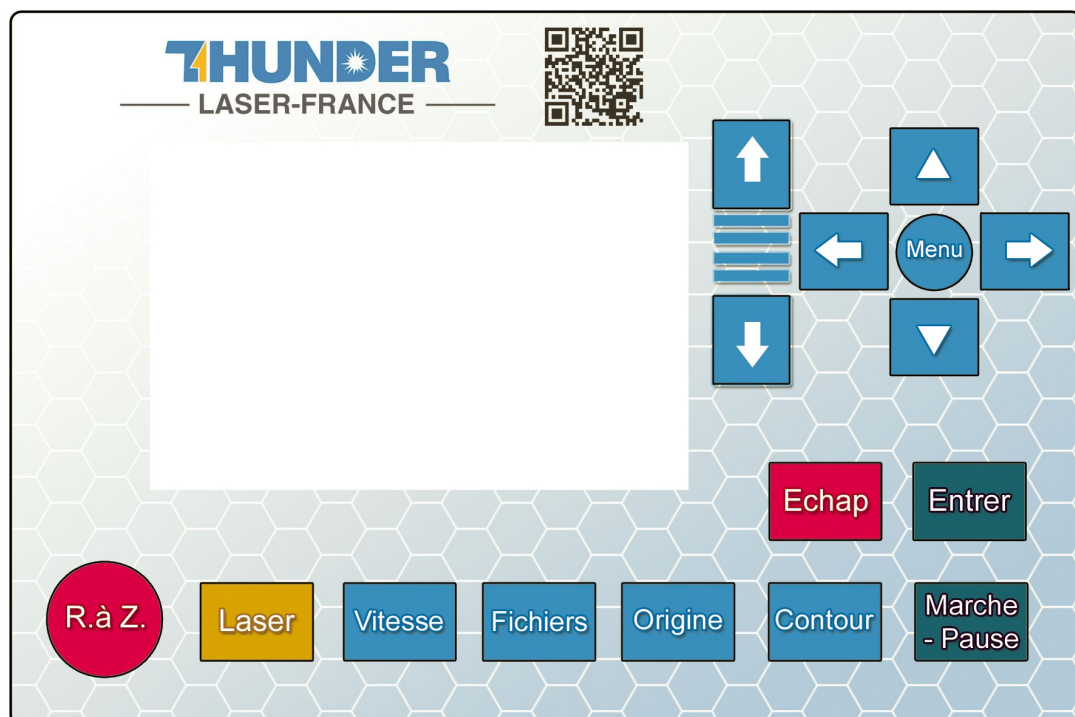 THUNDER
LASER-FRANCE
Menu
Echap
Entrer
R.à Z.
Laser
Vitesse
Fichiers
Origine
Contour
Marche
- Pause